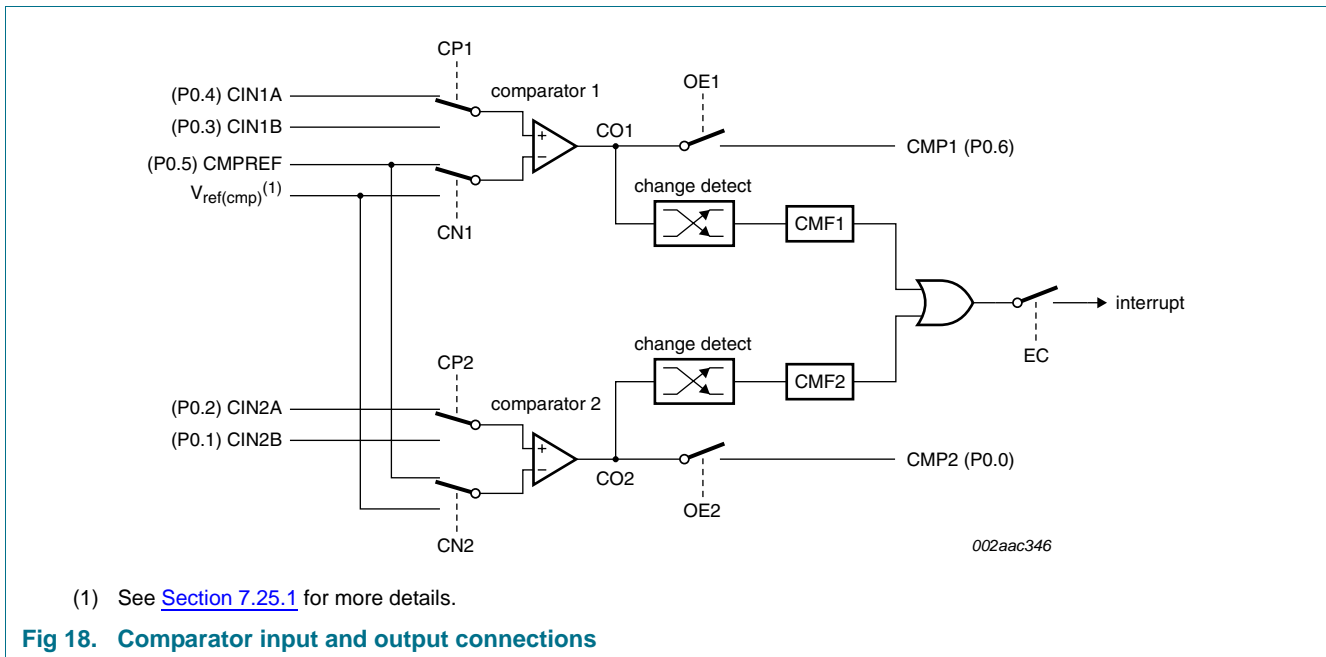 CP1
OE1
(P0.4) CIN1A
comparator 1
(P0.3) CIN1B
CO1
(P0.5) CMPREF
CMP1 (P0.6)
Vref(cmp)(1)
change detect
CN1
CMF1
interrupt
EC
change detect
CP2
CMF2
(P0.2) CIN2A
comparator 2
(P0.1) CIN2B
CMP2 (P0.0)
CO2
OE2
CN2
002aac346
(1) See Section 7.25.1 for more details.
Fig 18. Comparator input and output connections